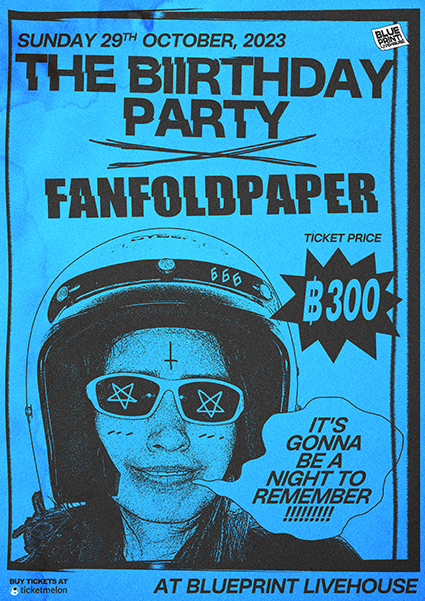 SUNDAY 29TH OCTOBER, 2023
BLUE
PRINT
LIVEHOUSE
THE BIIRTHDAY
PARTY
FANFOLDPAPER
TICKET PRICE
฿300
666
IT'S
GONNA
BE A
NIGHT TO
REMEMBER
!!!!!!!!!
BUY TICKETS AT
ticketmelon
AT BLUEPRINT LIVEHOUSE